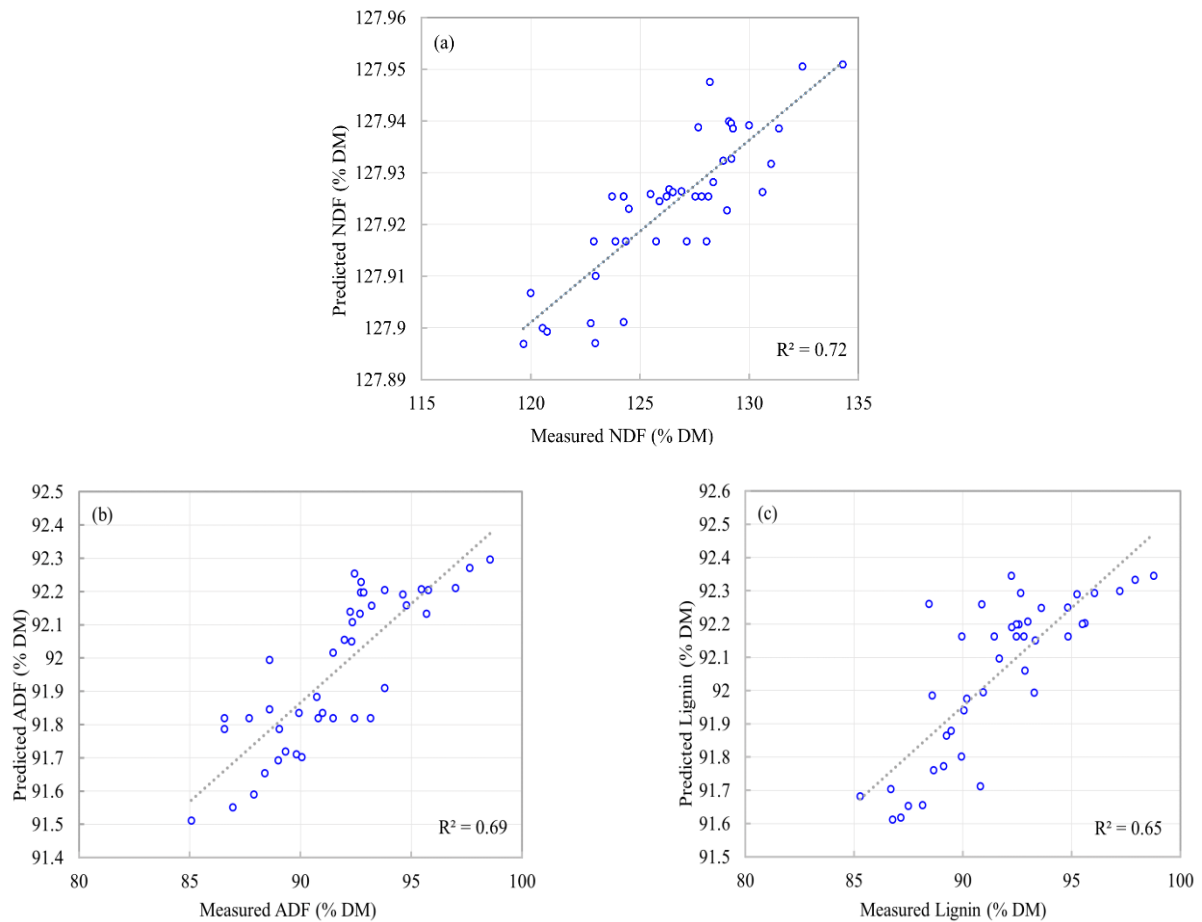 (a)
Predicted NDF (% DM)
127.96
127.95
127.94
127.93
127.92
127.91
127.9
127.89
R² = 0.72
115 120 125 130 135
Measured NDF (% DM)
(b)
Predicted ADF (% DM)
92.5
92.4
92.3
92.2
92.1
92
91.9
91.8
91.7
91.6
91.5
91.4
R² = 0.69
80 85 90 95 100
Measured ADF (% DM)
(c)
Predicted Lignin (% DM)
92.6
92.5
92.4
92.3
92.2
92.1
92
91.9
91.8
91.7
91.6
91.5
R² = 0.65
80 85 90 95 100
Measured Lignin (% DM)